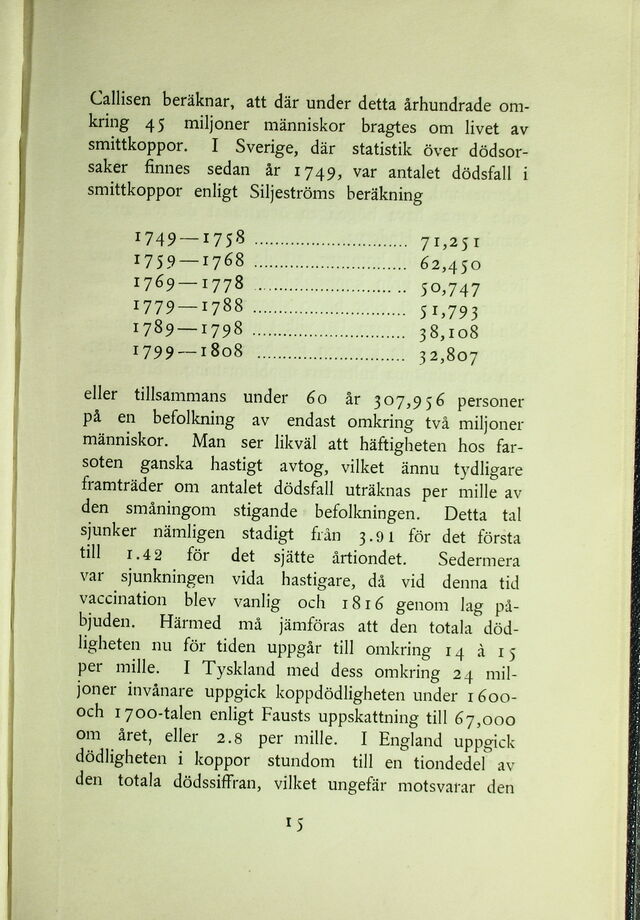 Callisen beräknar, att där under detta århundrade om-
kring 45 miljoner människor bragtes om livet av
smittkoppor. I Sverige, där statistik över dödsor-
saker finnes sedan år 1749, var antalet dödsfall i
smittkoppor enligt Siljeströms beräkning
1749—1758 ............................ 71,251
1759—1768 ............................ 62,450
1769—1778 ............................ 50,747
1779—1788 ............................ 51,793
1789—1798 ............................ 38,108
1799—1808 ............................ 32,807
eller tillsammans under 60 år 307,956 personer
på en befolkning av endast omkring två miljoner
människor. Man ser likväl att häftigheten hos far-
soten ganska hastigt avtog, vilket ännu tydligare
framträder om antalet dödsfall uträknas per mille av
den småningom stigande befolkningen. Detta tal
sjunker nämligen stadigt från 3.91 för det första
till 1.42 för det sjätte årtiondet. Sedermera
var sjunkningen vida hastigare, då vid denna tid
vaccination blev vanlig och 1816 genom lag på-
bjuden. Härmed må jämföras att den totala död-
ligheten nu för tiden uppgår till omkring 14 à 15
per mille. I Tyskland med dess omkring 24 mil-
joner invånare uppgick koppdödligheten under 1600-
och 1700-talen enligt Fausts uppskattning till 67,000
om året, eller 2.8 per mille. I England uppgick
dödligheten i koppor stundom till en tiondedel av
den totala dödssiffran, vilket ungefär motsvarar den
15